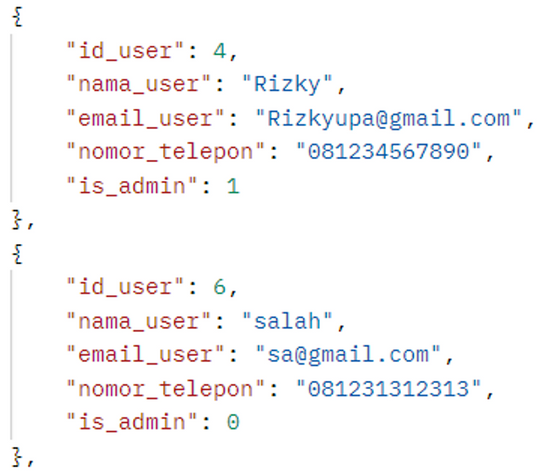 {
"id_user": 4,
"nama_user": "Rizky",
"email_user": "Rizkyupa@gmail.com",
"nomor_telepon": "081234567890",
"is_admin": 1
},
{
"id_user": 6,
"nama_user": "salah",
"email_user": "sa@gmail.com",
"nomor_telepon": "081231312313",
"is_admin": 0
},